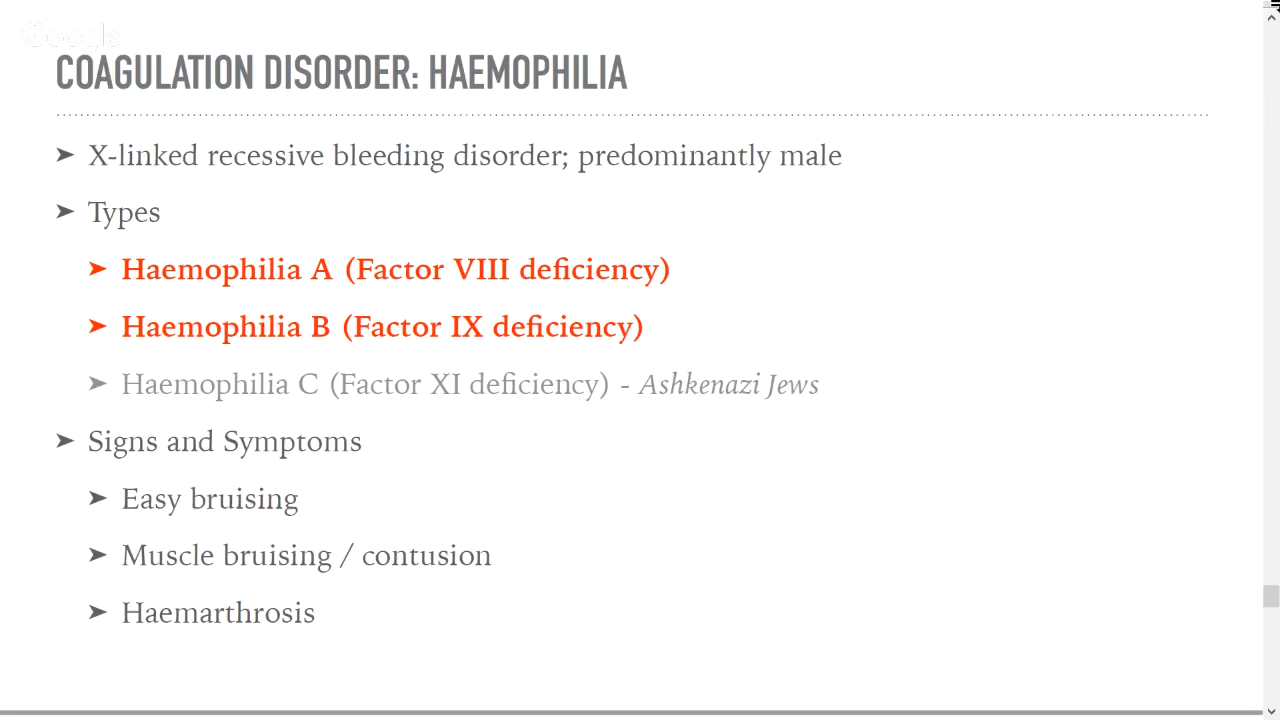 COAGULATION DISORDER: HAEMOPHILIA
➤ X-linked recessive bleeding disorder; predominantly male
➤ Types
➤ Haemophilia A (Factor VIII deficiency)
➤ Haemophilia B (Factor IX deficiency)
➤ Haemophilia C (Factor XI deficiency) - Ashkenazi Jews
➤ Signs and Symptoms
➤ Easy bruising
➤ Muscle bruising / contusion
➤ Haemarthrosis